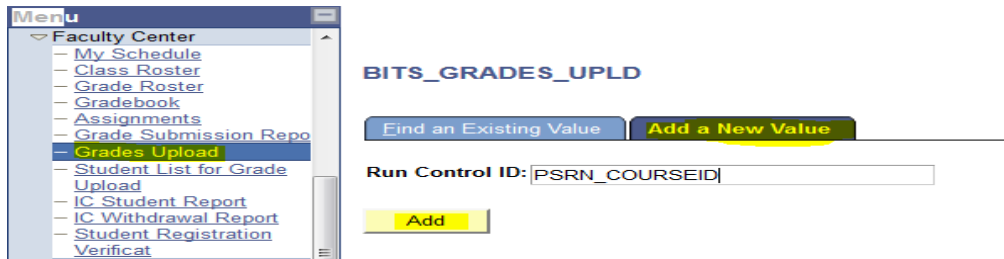 Menu
Faculty Center
My Schedule
Class Roster
Grade Roster
Gradebook
Assignments
Grade Submission Repo
Grades Upload
Student List for Grade
Upload
IC Student Report
IC Withdrawal Report
Student Registration
Verificat
BITS_GRADES_UPLD
Find an Existing Value
Add a New Value
Run Control ID: PSRN_COURSEID
Add